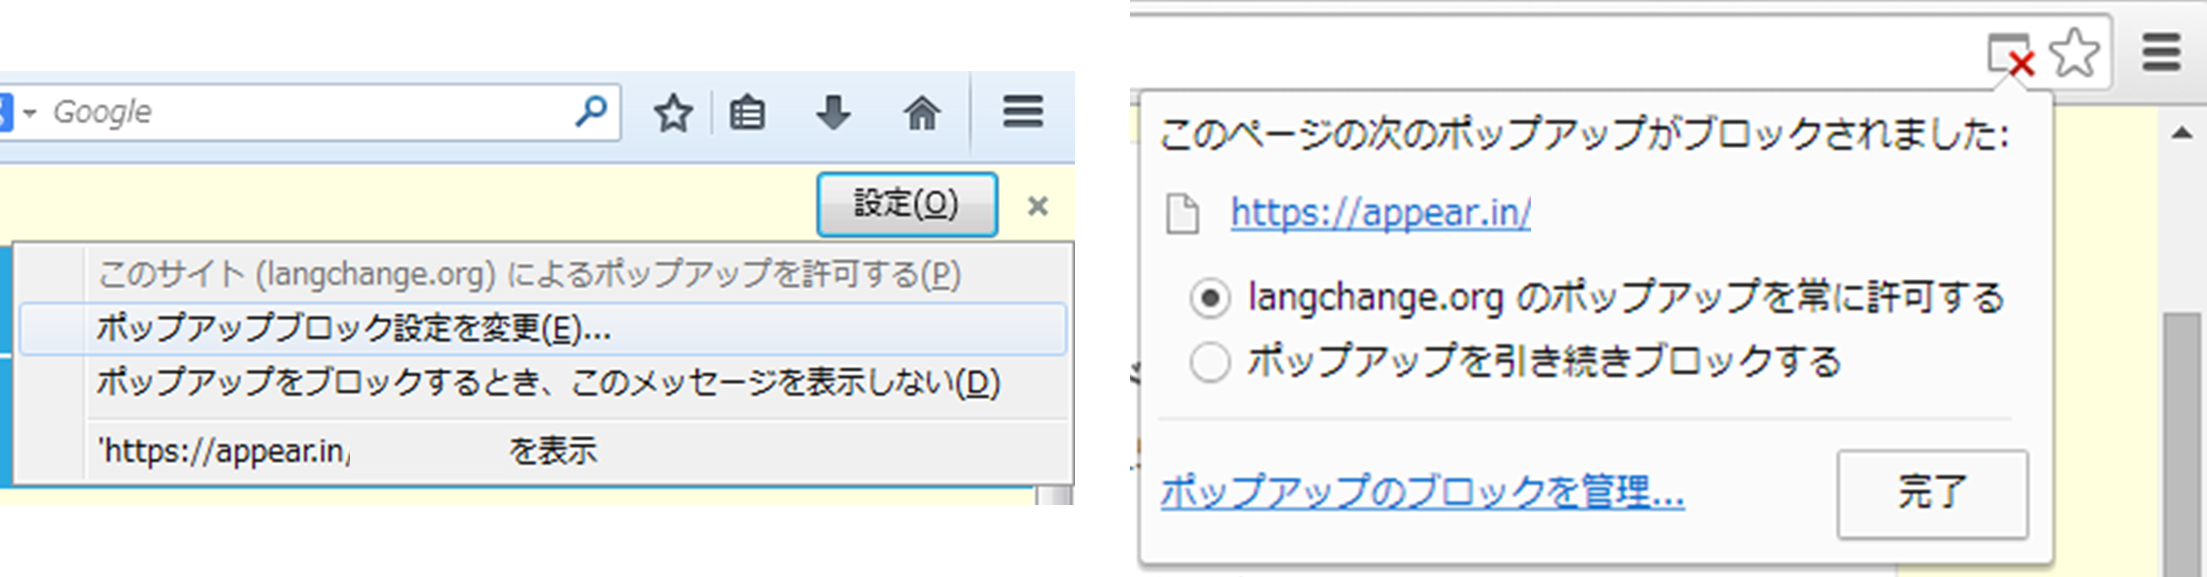 Google
設定(O)
このサイト (langchange.org) によるポップアップを許可する(P)
ポップアップブロック設定を変更(E)...
ポップアップをブロックするとき、このメッセージを表示しない(D)
'https://appear.in/ を表示
このページの次のポップアップがブロックされました:
https://appear.in/
langchange.org のポップアップを常に許可する
ポップアップを引き続きブロックする
ポップアップのブロックを管理...
完了